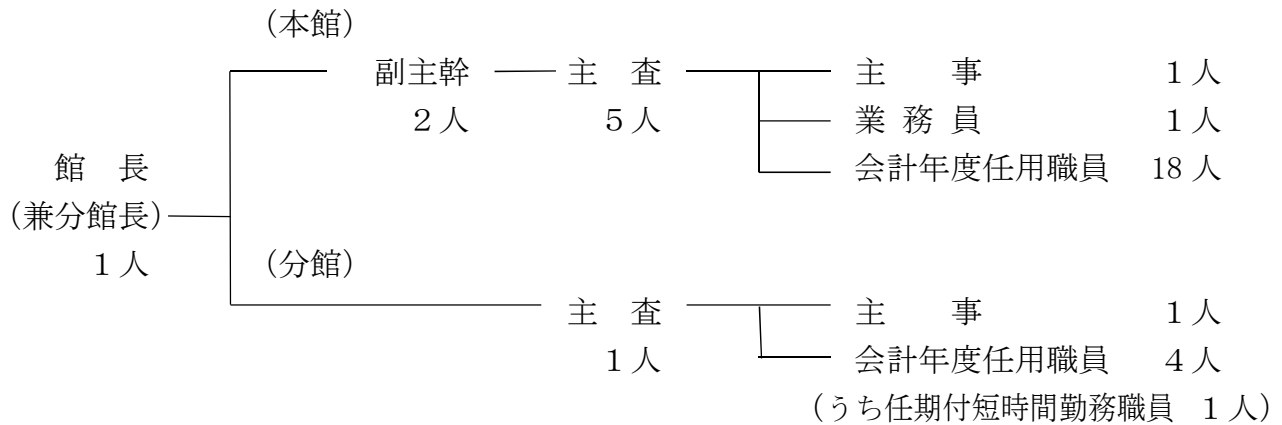 (本館)
副主幹 主 査 主 事 1人
2人 5人 業務員 1人
館 長 会計年度任用職員 18人
(兼分館長)
1人 (分館)
主 査 主 事 1人
1人 会計年度任用職員 4人
(うち任期付短時間勤務職員 1人)